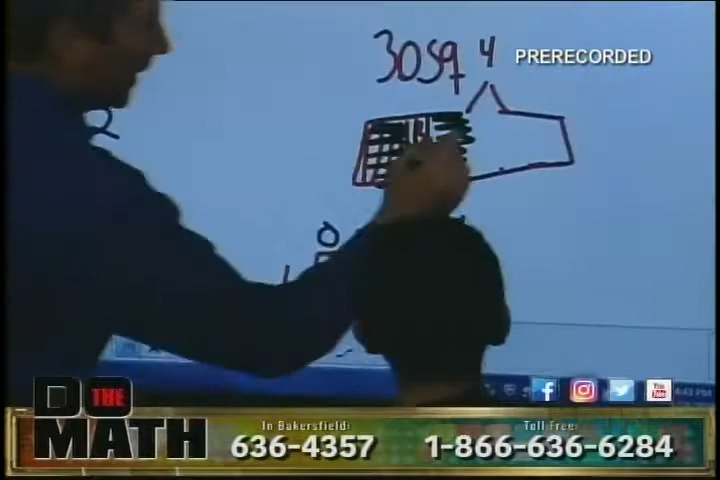 3059 4
PRERECORDED
DO THE MATH
In Bakersfield:
636-4357
Toll Free:
1-866-636-6284